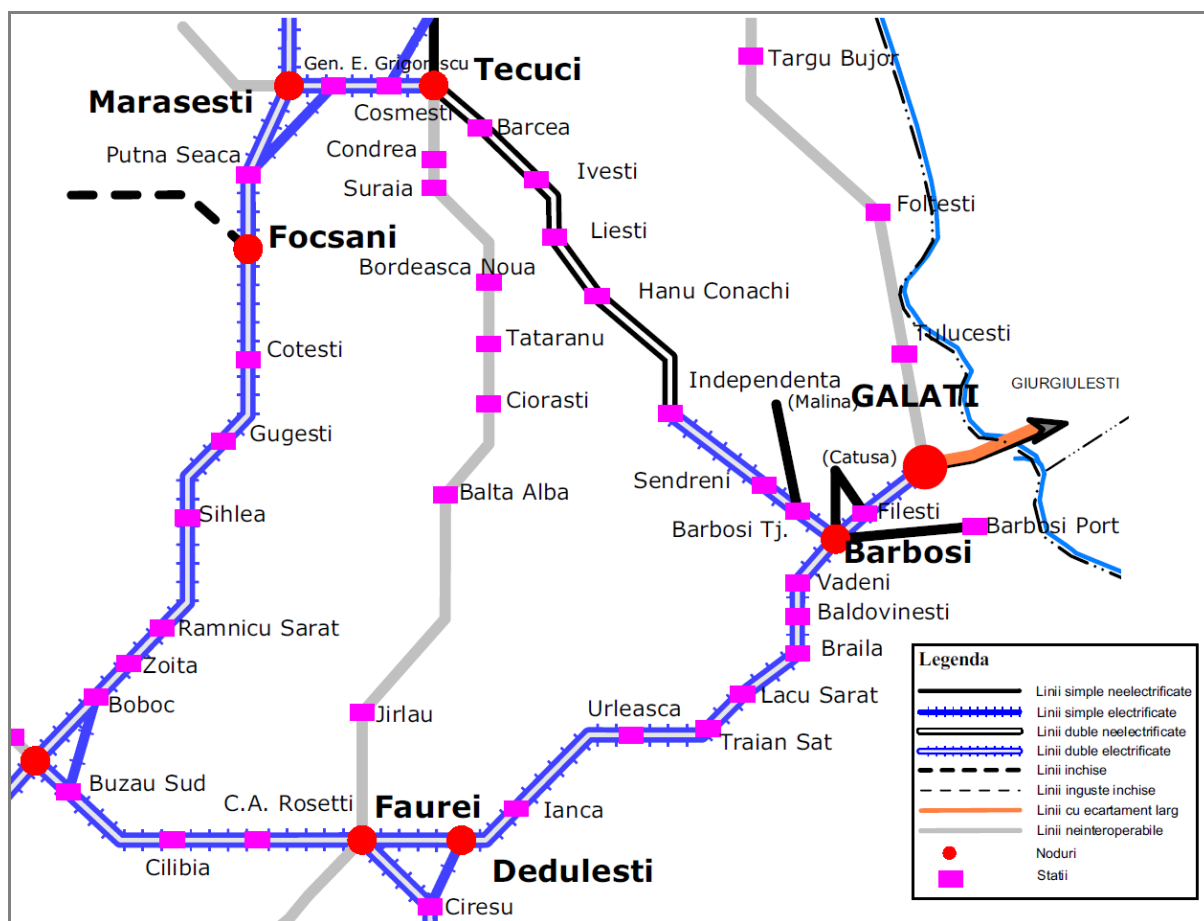 Gen. E. Grigorescu
Tecuci
Targu Bujor
Marasesti
Cosmesti
Barcea
Putna Seaca
Condrea
Suraia
Ivesti
Foltesti
Focsani
Liesti
Bordeasca Noua
Hanu Conachi
Cotesti
Tataranu
Tulucesti
Independenta
GIURGIULESTI
(Malina)
GALATI
Ciorasti
Gugesti
(Catusa)
Sendreni
Balta Alba
Sihlea
Filesti
Barbosi Tj.
Barbosi Port
Barbosi
Vadeni
Baldovinesti
Ramnicu Sarat
Braila
Zoita
Lacu Sarat
Boboc
Urleasca
Jirlau
Traian Sat
Buzau Sud
C.A. Rosetti
Faurei
Ianca
Cilibia
Dedulesti
Ciresu
Legenda
Linii simple neelectrificate
Linii simple electrificate
Linii duble neelectrificate
Linii duble electrificate
Linii inchise
Linii inguste inchise
Linii cu ecartament larg
Linii neinteroperabile
Noduri
Statii